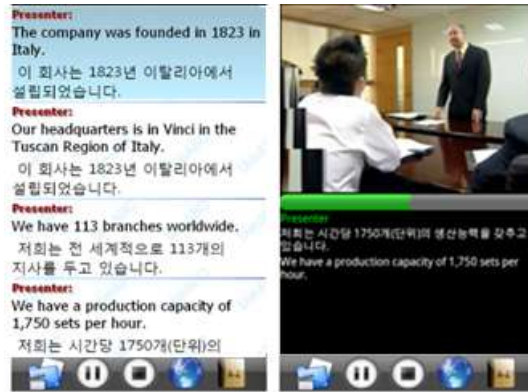 Presenter:
The company was founded in 1823 in
Italy.
이 회사는 1823년 이탈리아에서
설립되었습니다.
Presenter:
Our headquarters is in Vinci in the
Tuscan Region of Italy.
이 회사는 1823년 이탈리아에서
설립되었습니다.
Presenter:
We have 113 branches worldwide.
저희는 전 세계적으로 113개의
지사를 두고 있습니다.
Presenter:
We have a production capacity of
1,750 sets per hour.
저희는 시간당 1750개(단위)의
Presenter
저희는 시간당 1750개(단위)의 생산능력을 갖추고
있습니다.
We have a production capacity of 1,750 sets per
hour.